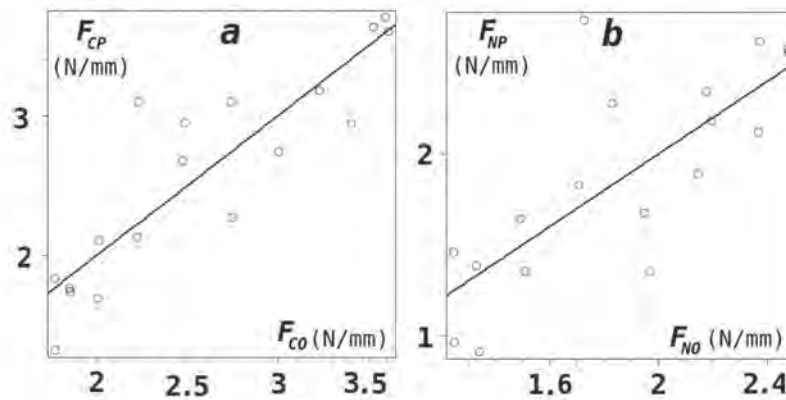 F_CP a
(N/mm)
3
2
F_CO (N/mm)
2 2.5 3 3.5
F_NP b
(N/mm)
2
1
F_NO (N/mm)
1.6 2 2.4